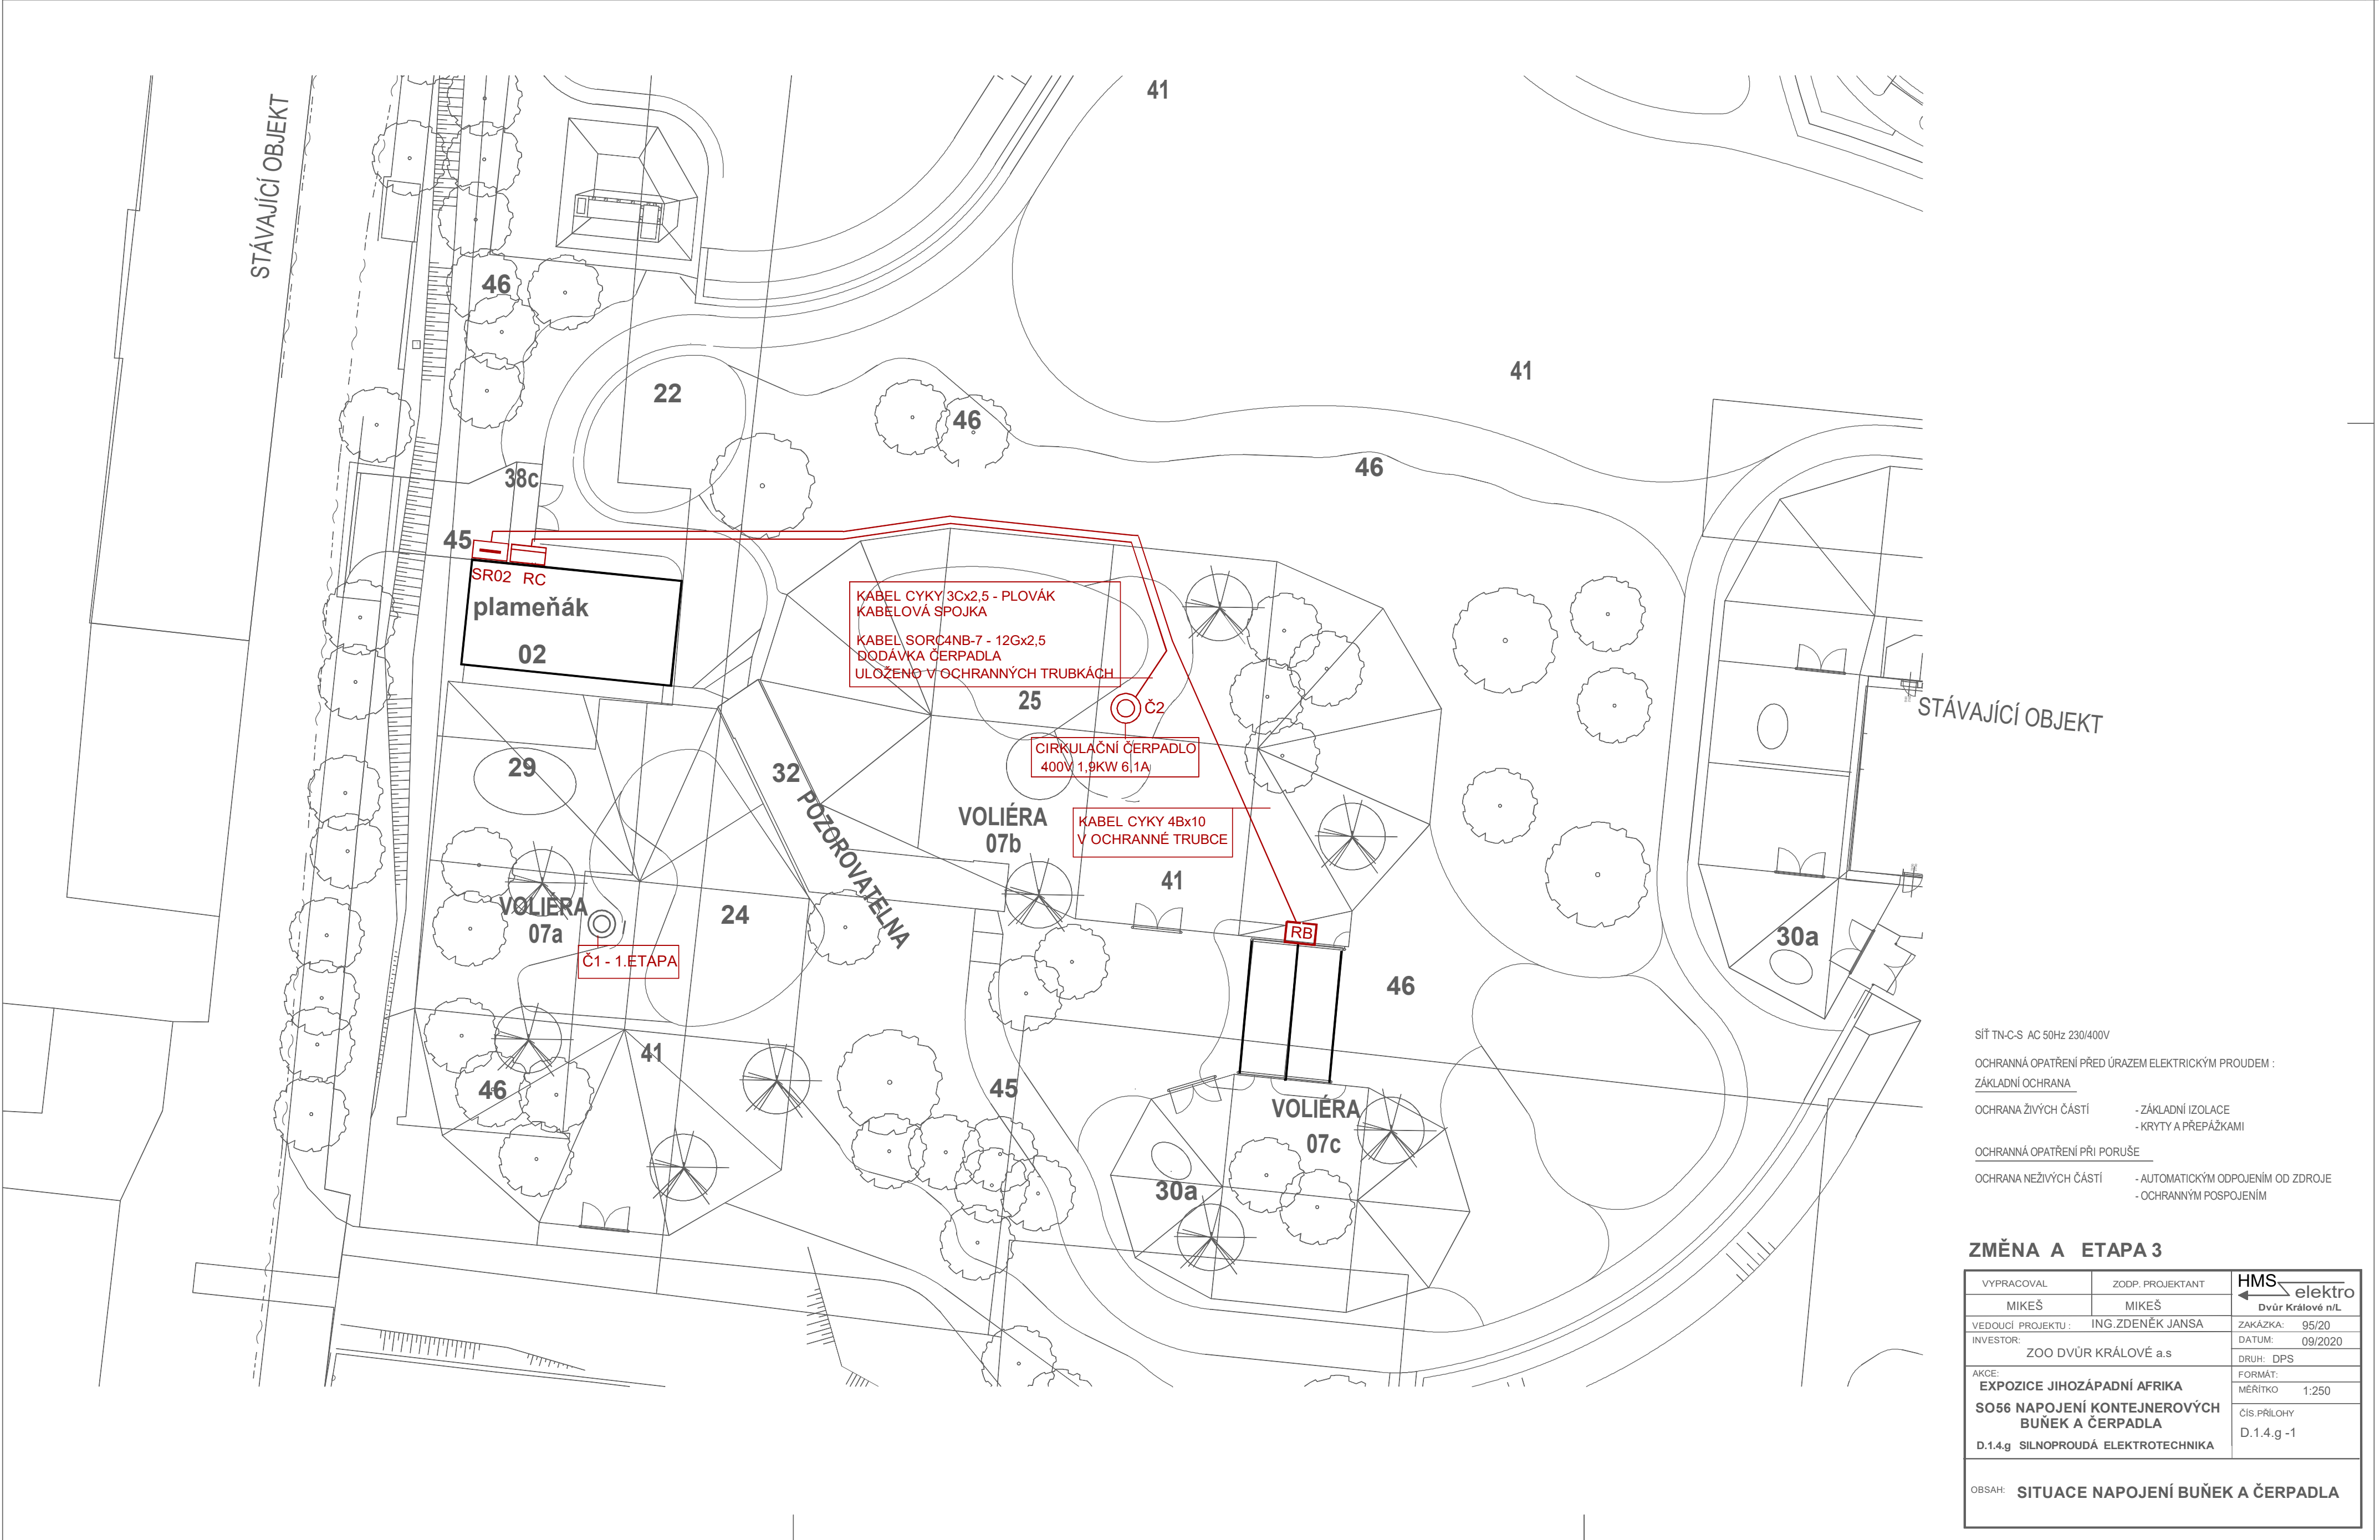 41
STÁVAJÍCÍ OBJEKT
46
41
22
46
46
38c
45
SR02 RC
plameňák
02
KABEL CYKY 3Cx2,5 - PLOVÁK
KABELOVÁ SPOJKA
KABEL SORC4NB-7 - 12Gx2,5
DODÁVKA ČERPADLA
ULOŽENO V OCHRANNÝCH TRUBKÁCH
25
Č2
STÁVAJÍCÍ OBJEKT
CIRKULAČNÍ ČERPADLO
400V 1,9KW 6,1A
29
32 POZOROVATELNA
VOLIÉRA
07b
KABEL CYKY 4Bx10
V OCHRANNÉ TRUBCE
41
VOLIÉRA
07a
24
Č1 - 1.ETAPA
RB
30a
46
41
46
45
VOLIÉRA
07c
30a
SÍŤ TN-C-S AC 50Hz 230/400V
OCHRANNÁ OPATŘENÍ PŘED ÚRAZEM ELEKTRICKÝM PROUDEM :
ZÁKLADNÍ OCHRANA
OCHRANA ŽIVÝCH ČÁSTÍ - ZÁKLADNÍ IZOLACE
- KRYTY A PŘEPÁŽKAMI
OCHRANNÁ OPATŘENÍ PŘI PORUŠE
OCHRANA NEŽIVÝCH ČÁSTÍ - AUTOMATICKÝM ODPOJENÍM OD ZDROJE
- OCHRANNÝM POSPOJENÍM
ZMĚNA A ETAPA 3
VYPRACOVAL ZODP. PROJEKTANT
MIKEŠ MIKEŠ
HMS
elektro
Dvůr Králové n/L
VEDOUCÍ PROJEKTU : ING.ZDENĚK JANSA
ZAKÁZKA: 95/20
INVESTOR:
ZOO DVŮR KRÁLOVÉ a.s
DATUM: 09/2020
DRUH: DPS
AKCE:
EXPOZICE JIHOZÁPADNÍ AFRIKA
SO56 NAPOJENÍ KONTEJNEROVÝCH
BUŇEK A ČERPADLA
D.1.4.g SILNOPROUDÁ ELEKTROTECHNIKA
FORMÁT:
MĚŘÍTKO 1:250
ČÍS.PŘÍLOHY
D.1.4.g -1
OBSAH: SITUACE NAPOJENÍ BUŇEK A ČERPADLA